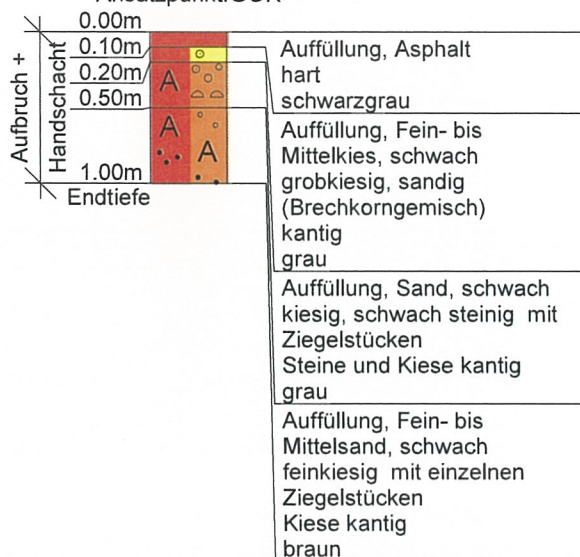 Ansatzpunkt:GOK
0.00m
0.10m
0.20m
0.50m
1.00m
Endtiefe
Aufbruch +
Handschacht
A
A
A
Auffüllung, Asphalt
hart
schwarzgrau
Auffüllung, Fein- bis
Mittelkies, schwach
grobkiesig, sandig
(Brechkorngemisch)
kantig
grau
Auffüllung, Sand, schwach
kiesig, schwach steinig  mit
Ziegelstücken
Steine und Kiese kantig
grau
Auffüllung, Fein- bis
Mittelsand, schwach
feinkiesig  mit einzelnen
Ziegelstücken
Kiese kantig
braun